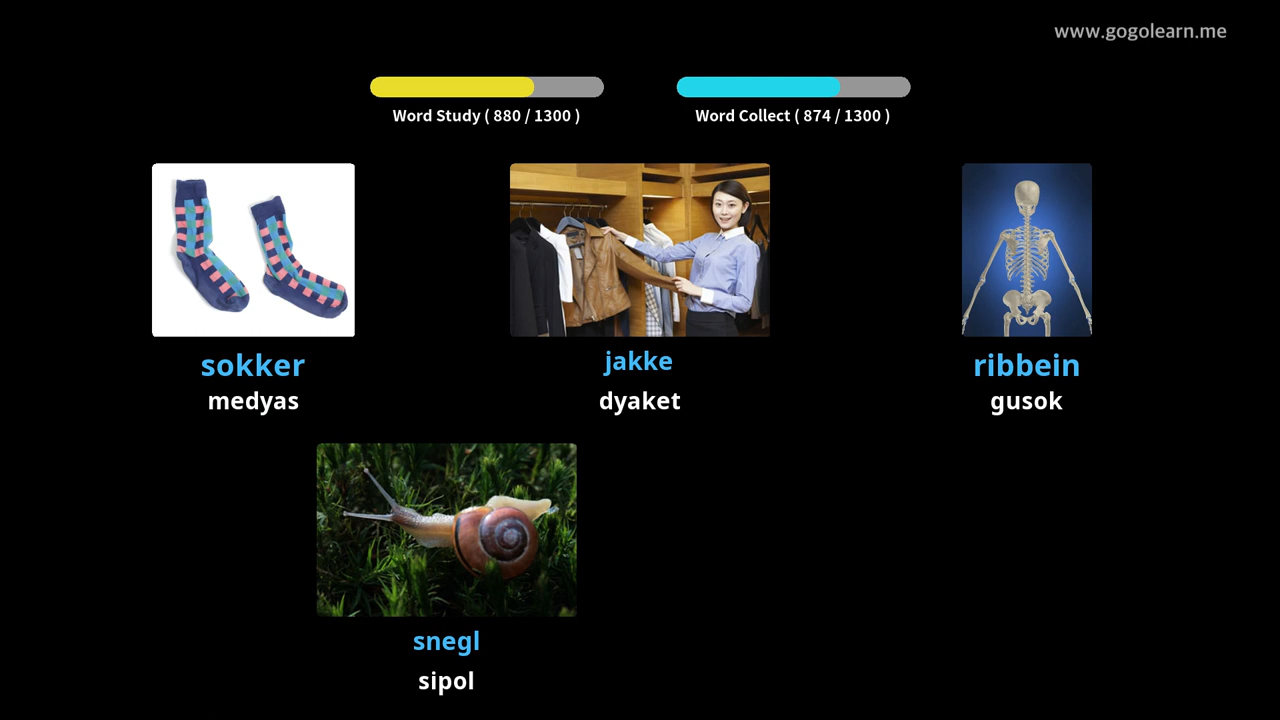 www.gogolearn.me
Word Study ( 880 / 1300 )
Word Collect ( 874 / 1300 )
sokker
medyas
jakke
dyaket
ribbein
gusok
snegl
sipol